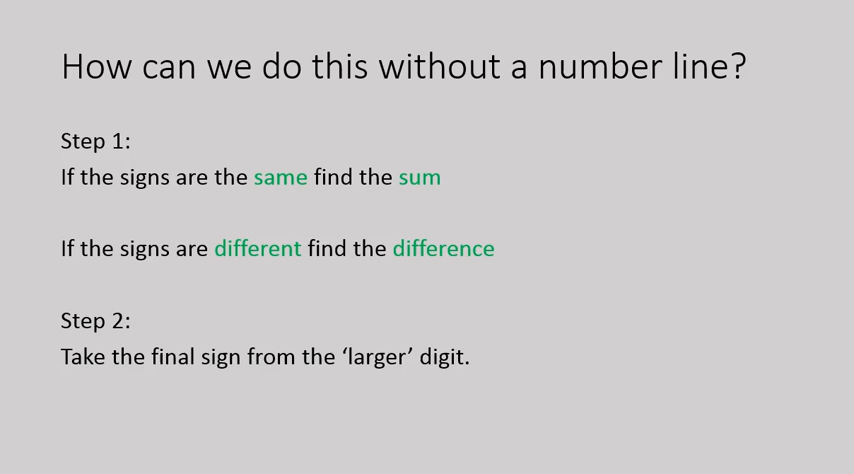 How can we do this without a number line?
Step 1:
If the signs are the same find the sum
If the signs are different find the difference
Step 2:
Take the final sign from the ‘larger’ digit.